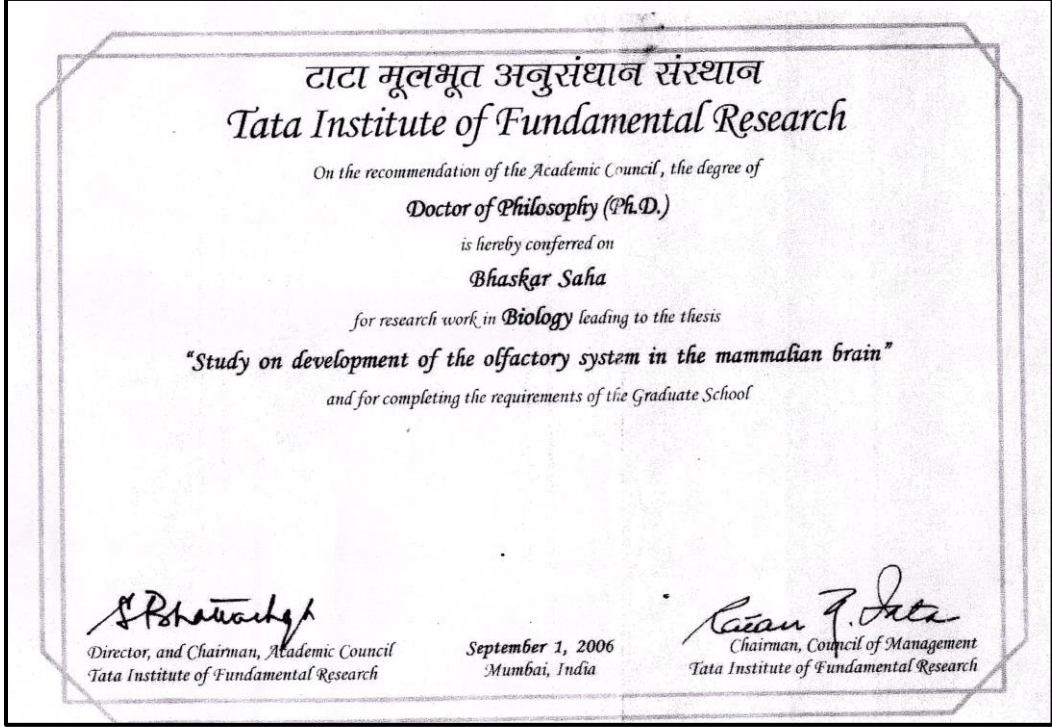 टाटा मूलभूत अनुसंधान संस्थान
Tata Institute of Fundamental Research
On the recommendation of the Academic Council, the degree of
Doctor of Philosophy (Ph.D.)
is hereby conferred on
Bhaskar Saha
for research work in Biology leading to the thesis
"Study on development of the olfactory system in the mammalian brain"
and for completing the requirements of the Graduate School
S Bhattacharya
Ratan N. Tata
Director, and Chairman, Academic Council
Tata Institute of Fundamental Research
September 1, 2006
Mumbai, India
Chairman, Council of Management
Tata Institute of Fundamental Research